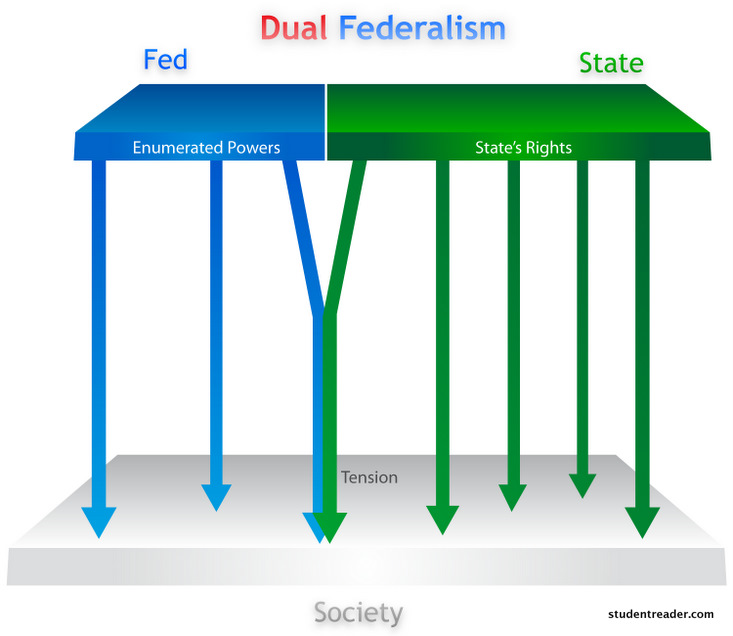 Dual Federalism
Fed
State
Enumerated Powers
State's Rights
Tension
Society
studentreader.com